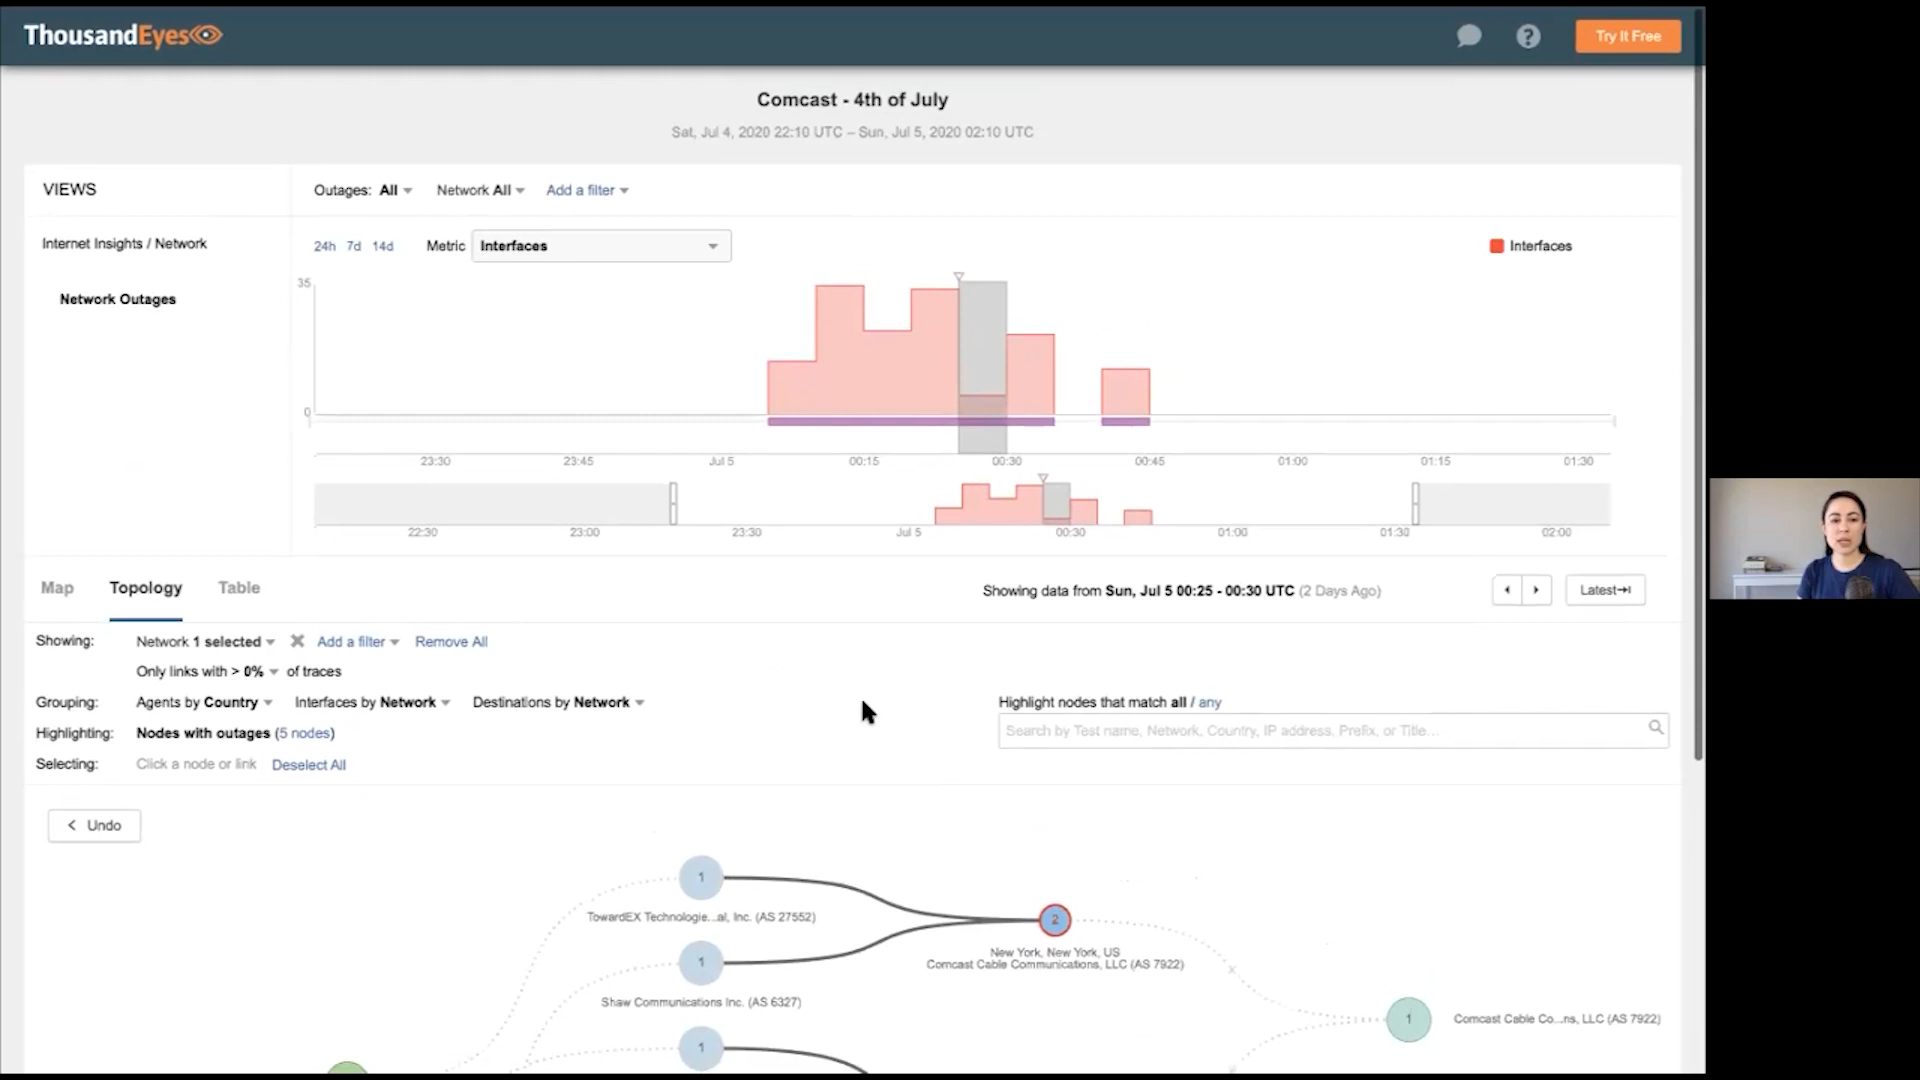 ThousandEyes
Try It Free
Comcast - 4th of July
Sat, Jul 4, 2020 22:10 UTC – Sun, Jul 5, 2020 02:10 UTC
VIEWS
Outages: All Network All Add a filter
Internet Insights / Network
24h 7d 14d Metric Interfaces
Interfaces
Network Outages
35
0
23:30 23:45 Jul 5 00:15 00:30 00:45 01:00 01:15 01:30
22:30 23:00 23:30 Jul 5 00:30 01:00 01:30 02:00
Map Topology Table
Showing data from Sun, Jul 5 00:25 - 00:30 UTC (2 Days Ago)
Latest
Showing: Network 1 selected Add a filter Remove All
Only links with > 0% of traces
Grouping: Agents by Country Interfaces by Network Destinations by Network
Highlight nodes that match all / any
Highlighting: Nodes with outages (5 nodes)
Search by Test name, Network, Country, IP address, Prefix, or Title...
Selecting: Click a node or link Deselect All
< Undo
1
TowardEX Technologie...al, Inc. (AS 27552)
2
New York, New York, US
Comcast Cable Communications, LLC (AS 7922)
1
Shaw Communications Inc. (AS 6327)
1
Comcast Cable Co...ns, LLC (AS 7922)
1